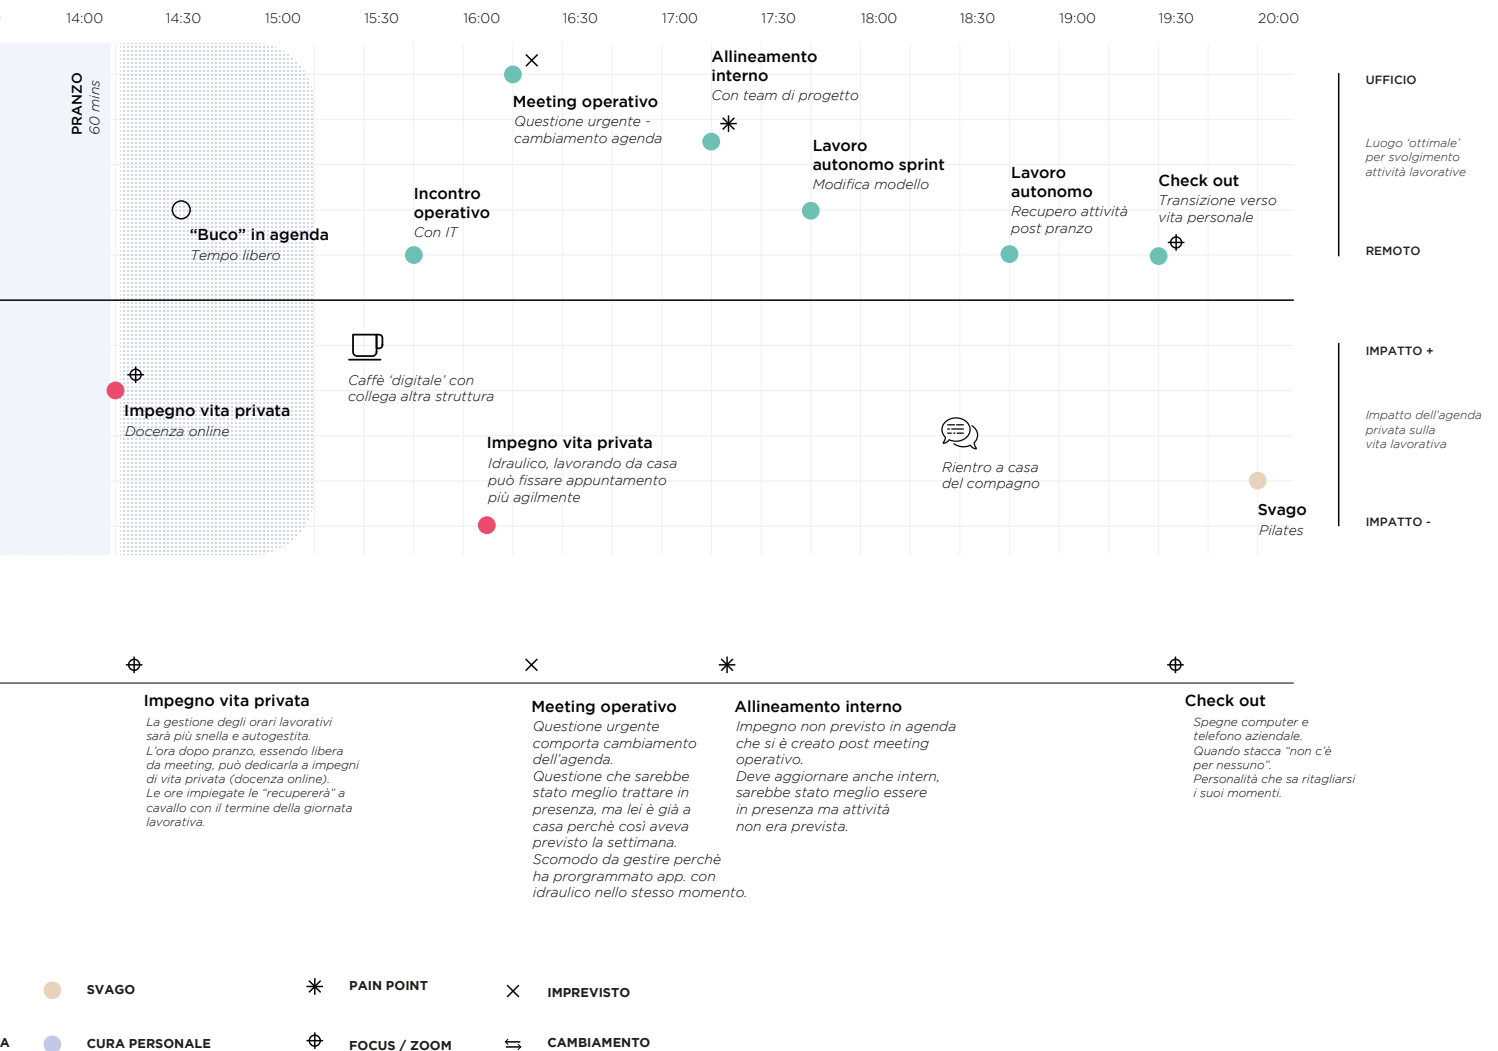 14:00 14:30 15:00 15:30 16:00 16:30 17:00 17:30 18:00 18:30 19:00 19:30 20:00
PRANZO
60 mins
“Buco” in agenda
Tempo libero
Incontro
operativo
Con IT
Meeting operativo
Questione urgente -
cambiamento agenda
Allineamento
interno
Con team di progetto
Lavoro
autonomo sprint
Modifica modello
Lavoro
autonomo
Recupero attività
post pranzo
Check out
Transizione verso
vita personale
UFFICIO
Luogo ‘ottimale’
per svolgimento
attività lavorative
REMOTO
Impegno vita privata
Docenza online
Caffè ‘digitale’ con
collega altra struttura
Impegno vita privata
Idraulico, lavorando da casa
può fissare appuntamento
più agilmente
Rientro a casa
del compagno
Svago
Pilates
IMPATTO +
Impatto dell’agenda
privata sulla
vita lavorativa
IMPATTO -
Impegno vita privata
La gestione degli orari lavorativi
sarà più snella e autogestita.
L’ora dopo pranzo, essendo libera
da meeting, può dedicarla a impegni
di vita privata (docenza online).
Le ore impiegate le “recupererà” a
cavallo con il termine della giornata
lavorativa.
Meeting operativo
Questione urgente
comporta cambiamento
dell’agenda.
Questione che sarebbe
stato meglio trattare in
presenza, ma lei è già a
casa perchè così aveva
previsto la settimana.
Scomodo da gestire perchè
ha prorgrammato app. con
idraulico nello stesso momento.
Allineamento interno
Impegno non previsto in agenda
che si è creato post meeting
operativo.
Deve aggiornare anche intern,
sarebbe stato meglio essere
in presenza ma attività
non era prevista.
Check out
Spegne computer e
telefono aziendale.
Quando stacca “non c’è
per nessuno”.
Personalità che sa ritagliarsi
i suoi momenti.
SVAGO
PAIN POINT
IMPREVISTO
A
CURA PERSONALE
FOCUS / ZOOM
CAMBIAMENTO